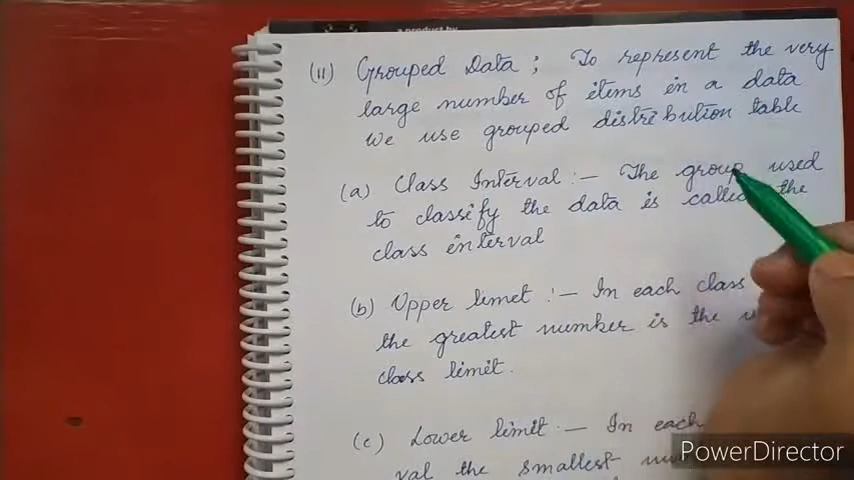 a product by
(ii) Grouped Data ; To represent the very
large number of items in a data
we use grouped distribution table
(a) Class Interval :- The group used
to classify the data is called the
class interval
(b) Upper limet :- In each class
the greatest number is the
class limit.
(c) Lower limit - In each
val the smallest
PowerDirector